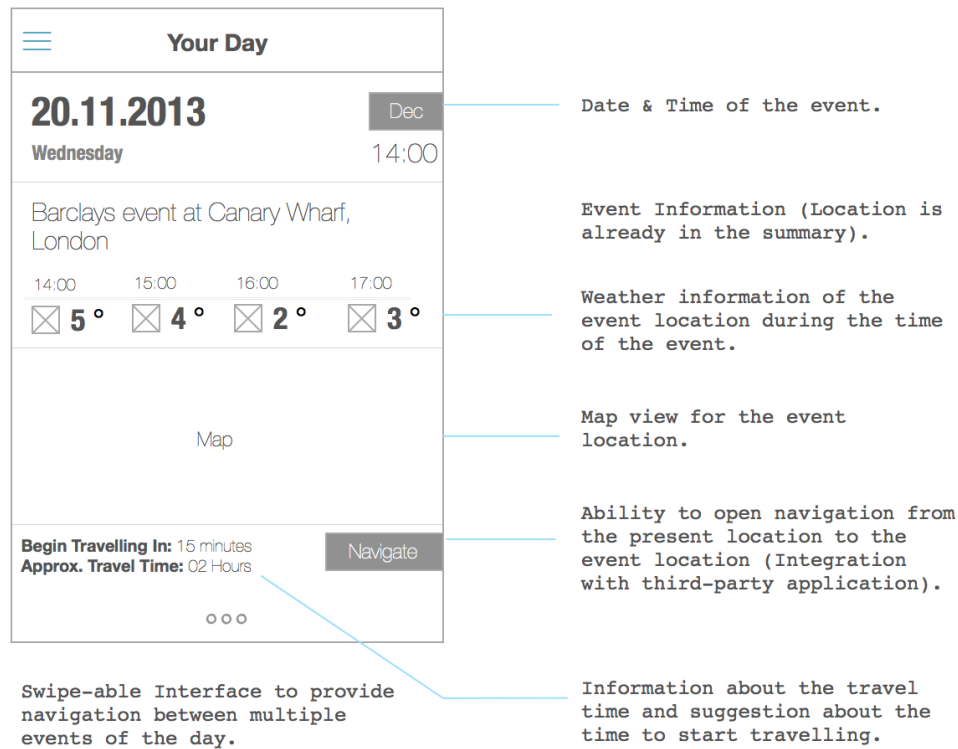 Your Day
20.11.2013
Dec
Wednesday
14:00
Barclays event at Canary Wharf,
London
14:00 15:00 16:00 17:00
5 ° 4 ° 2 ° 3 °
Map
Begin Travelling In: 15 minutes
Approx. Travel Time: 02 Hours
Navigate
Date & Time of the event.
Event Information (Location is
already in the summary).
Weather information of the
event location during the time
of the event.
Map view for the event
location.
Ability to open navigation from
the present location to the
event location (Integration
with third-party application).
Swipe-able Interface to provide
navigation between multiple
events of the day.
Information about the travel
time and suggestion about the
time to start travelling.